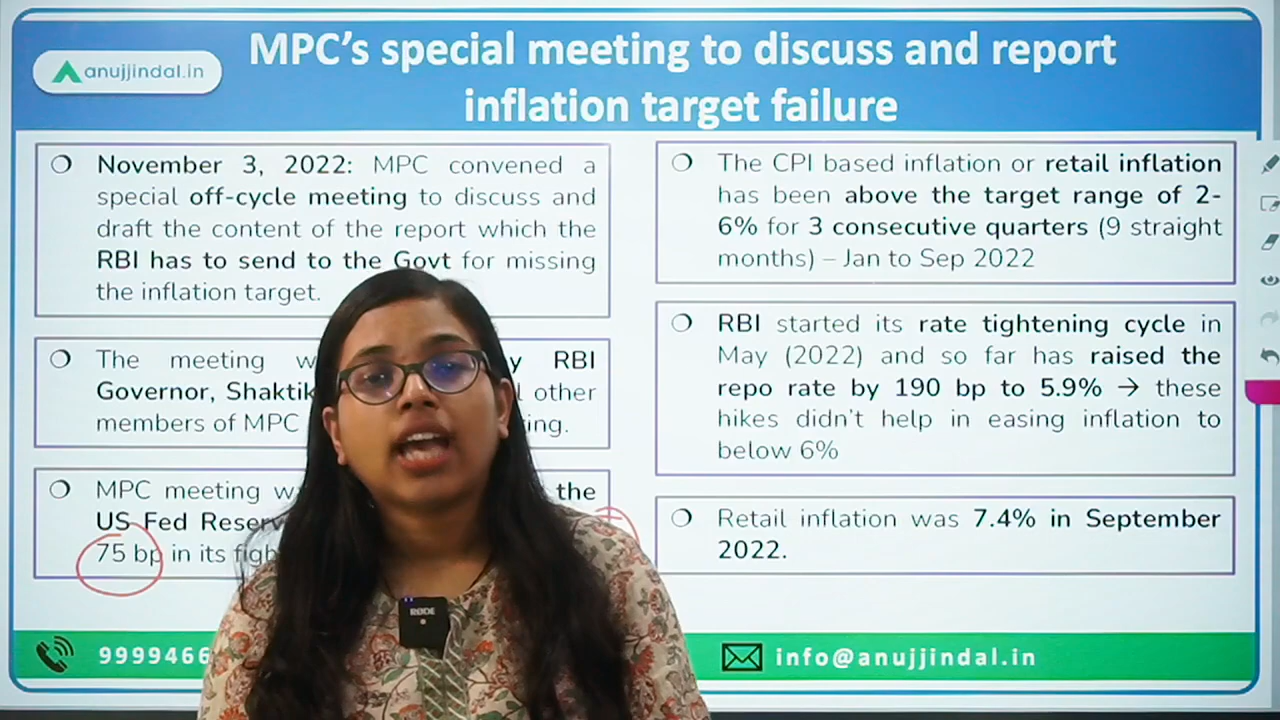 MPC’s special meeting to discuss and report
inflation target failure
anujjindal.in
❍ November 3, 2022: MPC convened a
special off-cycle meeting to discuss and
draft the content of the report which the
RBI has to send to the Govt for missing
the inflation target.
❍ The meeting RBI
Governor, other
members of MPC
❍ MPC meeting the
US Fed
75 bp in its
❍ The CPI based inflation or retail inflation
has been above the target range of 2-
6% for 3 consecutive quarters (9 straight
months) – Jan to Sep 2022
❍ RBI started its rate tightening cycle in
May (2022) and so far has raised the
repo rate by 190 bp to 5.9% → these
hikes didn’t help in easing inflation to
below 6%
❍ Retail inflation was 7.4% in September
2022.
RØDE
9999466
info@anujjindal.in